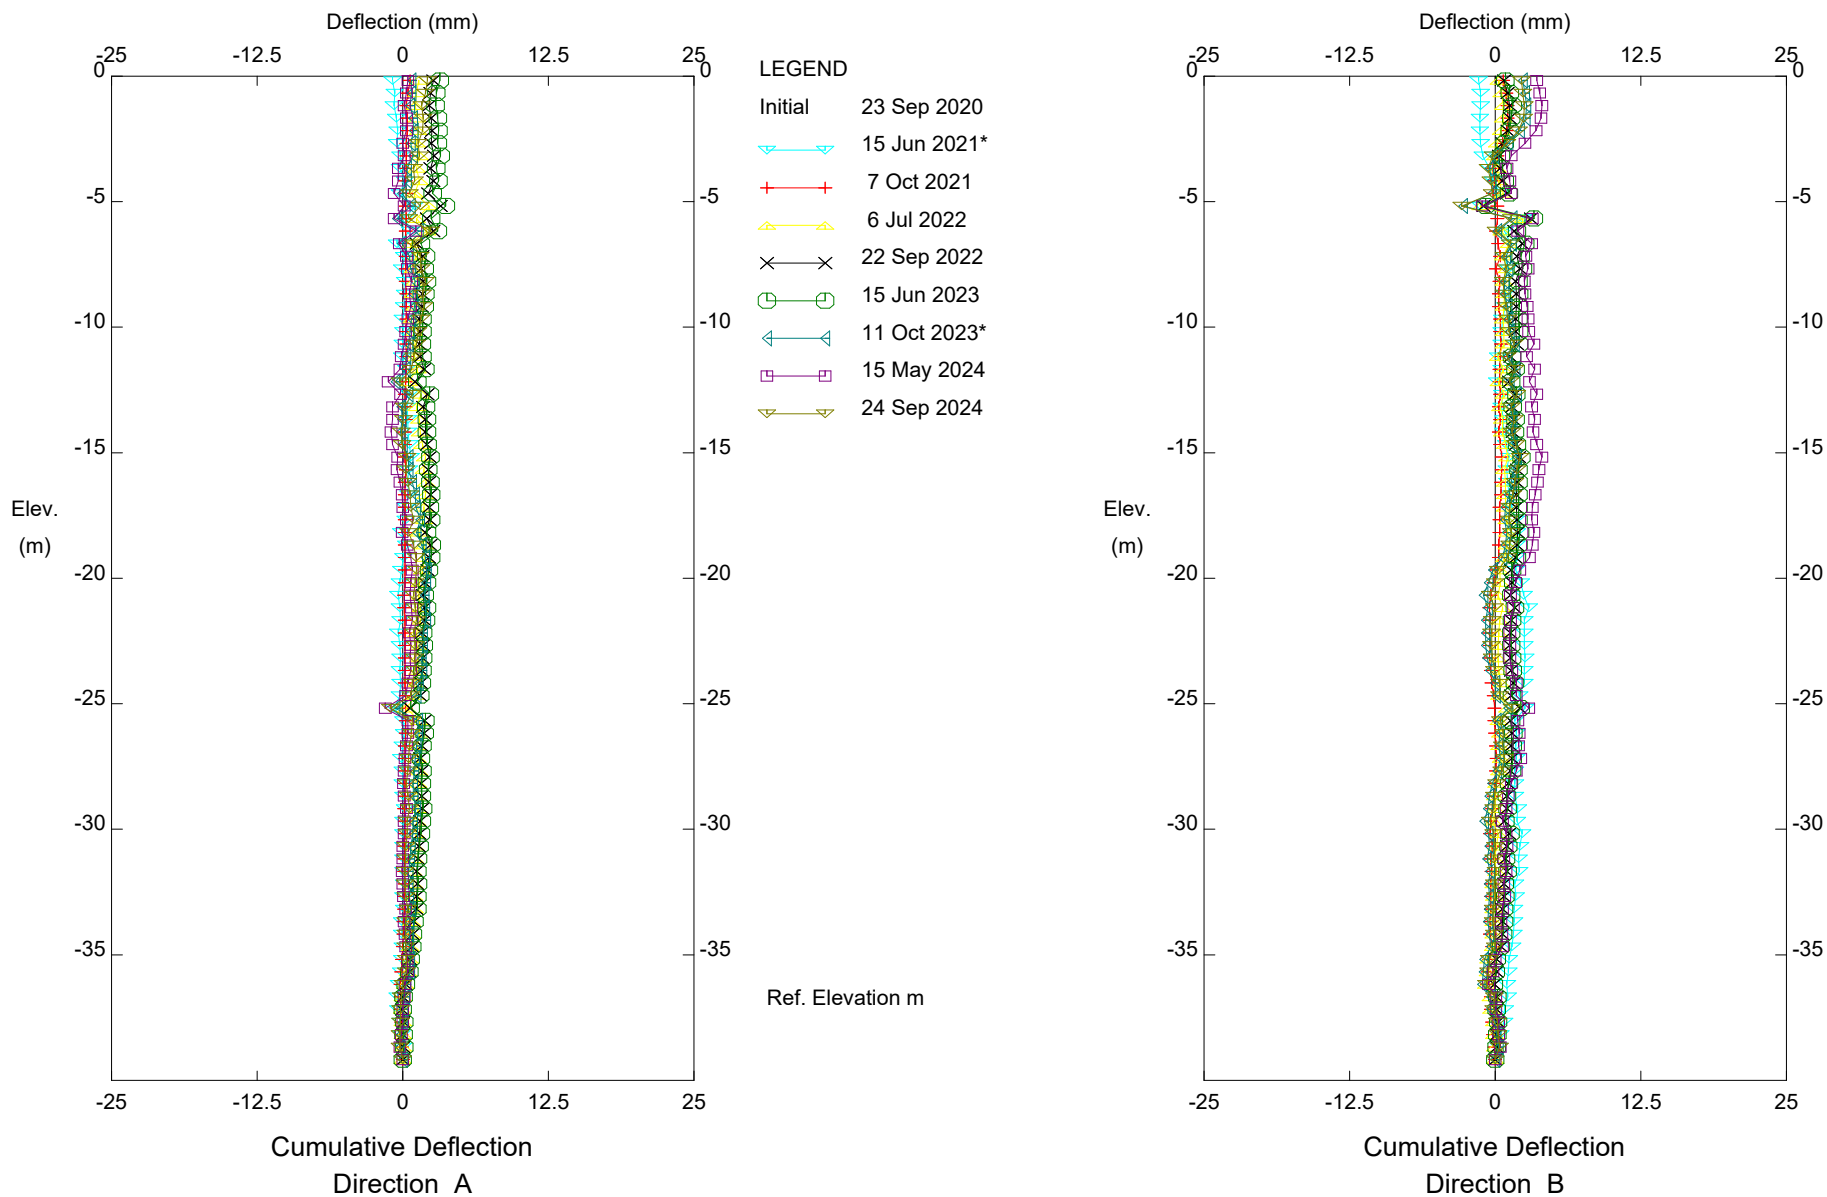 Deflection (mm)
-25 -12.5 0 12.5 25
0 0
-5 -5
-10 -10
-15 -15
-20 -20
-25 -25
-30 -30
-35 -35
Elev.
(m)
-25 -12.5 0 12.5 25
Cumulative Deflection
Direction A
LEGEND
Initial 23 Sep 2020
15 Jun 2021*
7 Oct 2021
6 Jul 2022
22 Sep 2022
15 Jun 2023
11 Oct 2023*
15 May 2024
24 Sep 2024
Ref. Elevation m
Deflection (mm)
-25 -12.5 0 12.5 25
0 0
-5 -5
-10 -10
-15 -15
-20 -20
-25 -25
-30 -30
-35 -35
Elev.
(m)
-25 -12.5 0 12.5 25
Cumulative Deflection
Direction B